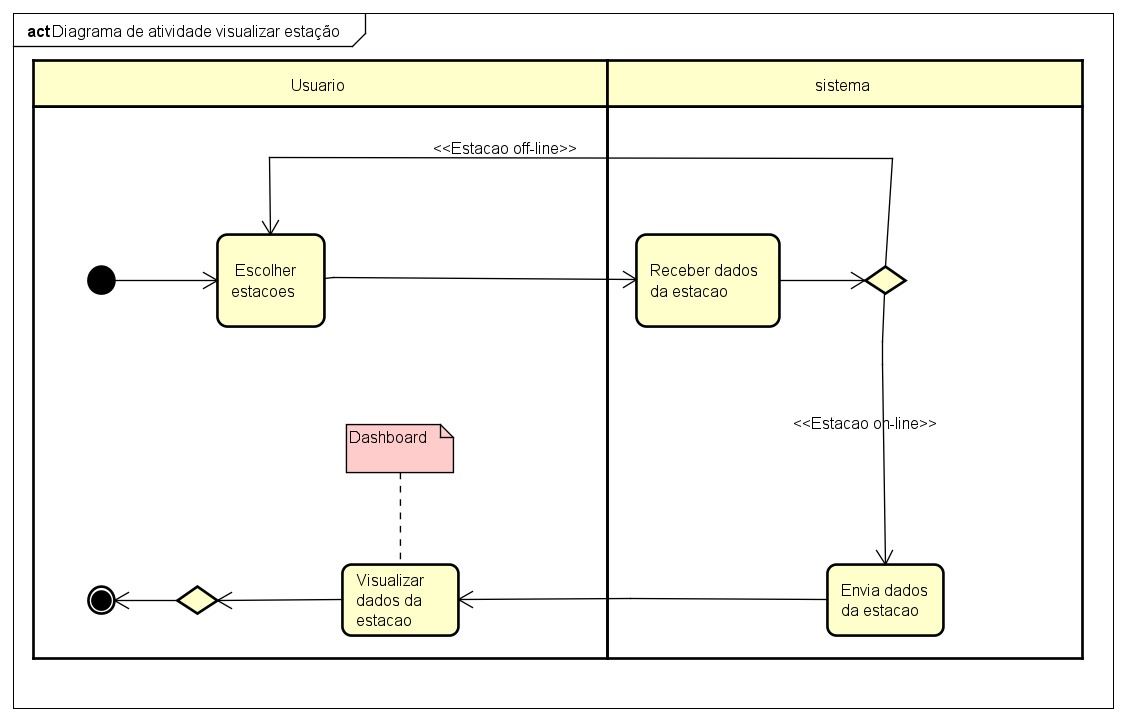 act Diagrama de atividade visualizar estação
Usuario
sistema
<<Estacao off-line>>
Escolher
estacoes
Receber dados
da estacao
<<Estacao on-line>>
Dashboard
Visualizar
dados da
estacao
Envia dados
da estacao